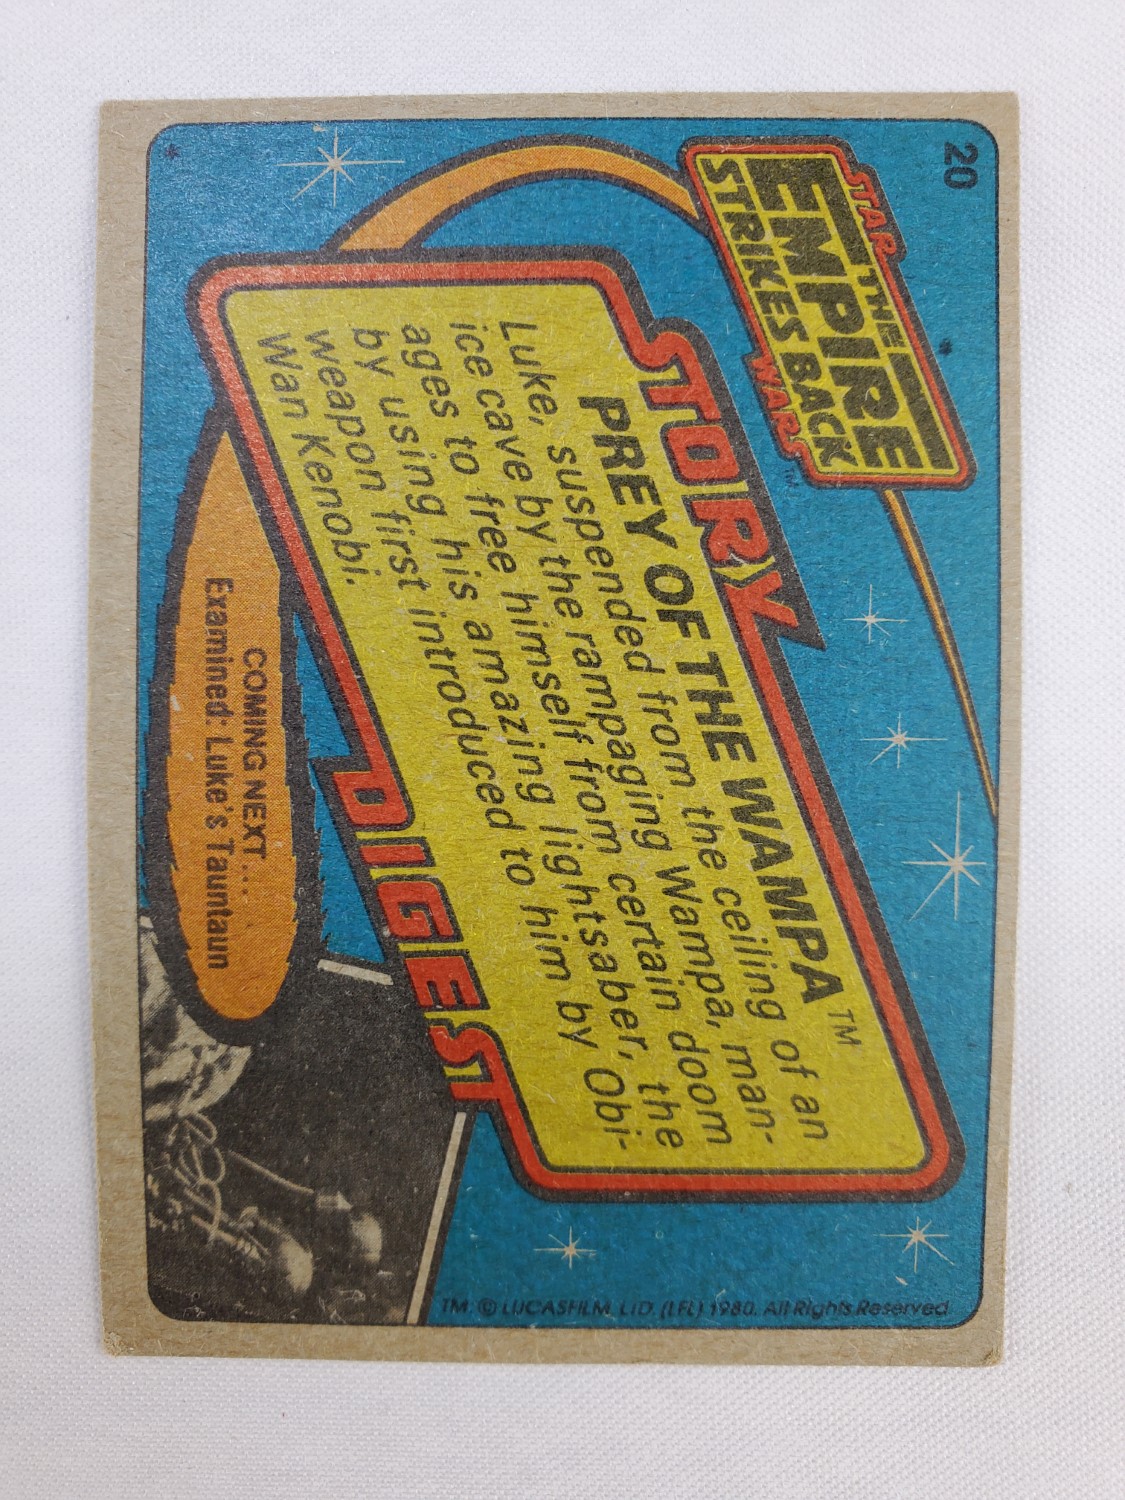 20
STAR
THE
EMPIRE
STRIKES BACK
WARS™
STORY
PREY OF THE WAMPA™
Luke, suspended from the ceiling of an
ice cave by the rampaging wampa, man-
ages to free himself from certain doom
by using his amazing lightsaber, the
weapon first introduced to him by Obi-
Wan Kenobi.
DIGEST
COMING NEXT...
Examined: Luke's Tauntaun
TM: © LUCASFILM, LTD. (LFL) 1980. All Rights Reserved
*